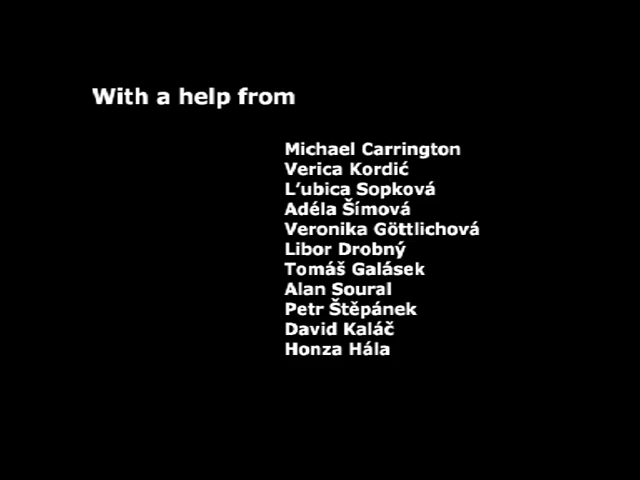 With a help from
Michael Carrington
Verica Kordić
L'ubica Sopková
Adéla Šímová
Veronika Göttlichová
Libor Drobný
Tomáš Galásek
Alan Soural
Petr Štěpánek
David Kaláč
Honza Hála